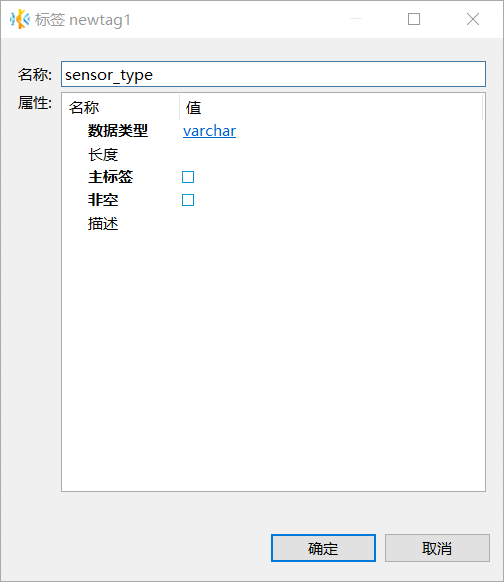 标签 newtag1
名称: sensor_type
属性:
名称 值
数据类型 varchar
长度
主标签
非空
描述
确定 取消